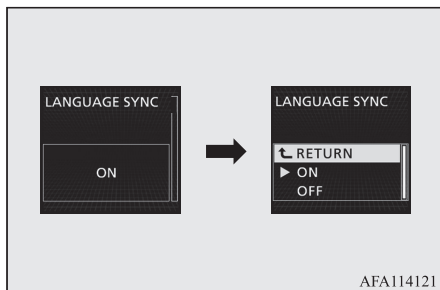 LANGUAGE SYNC
ON
LANGUAGE SYNC
RETURN
ON
OFF
AFA114121